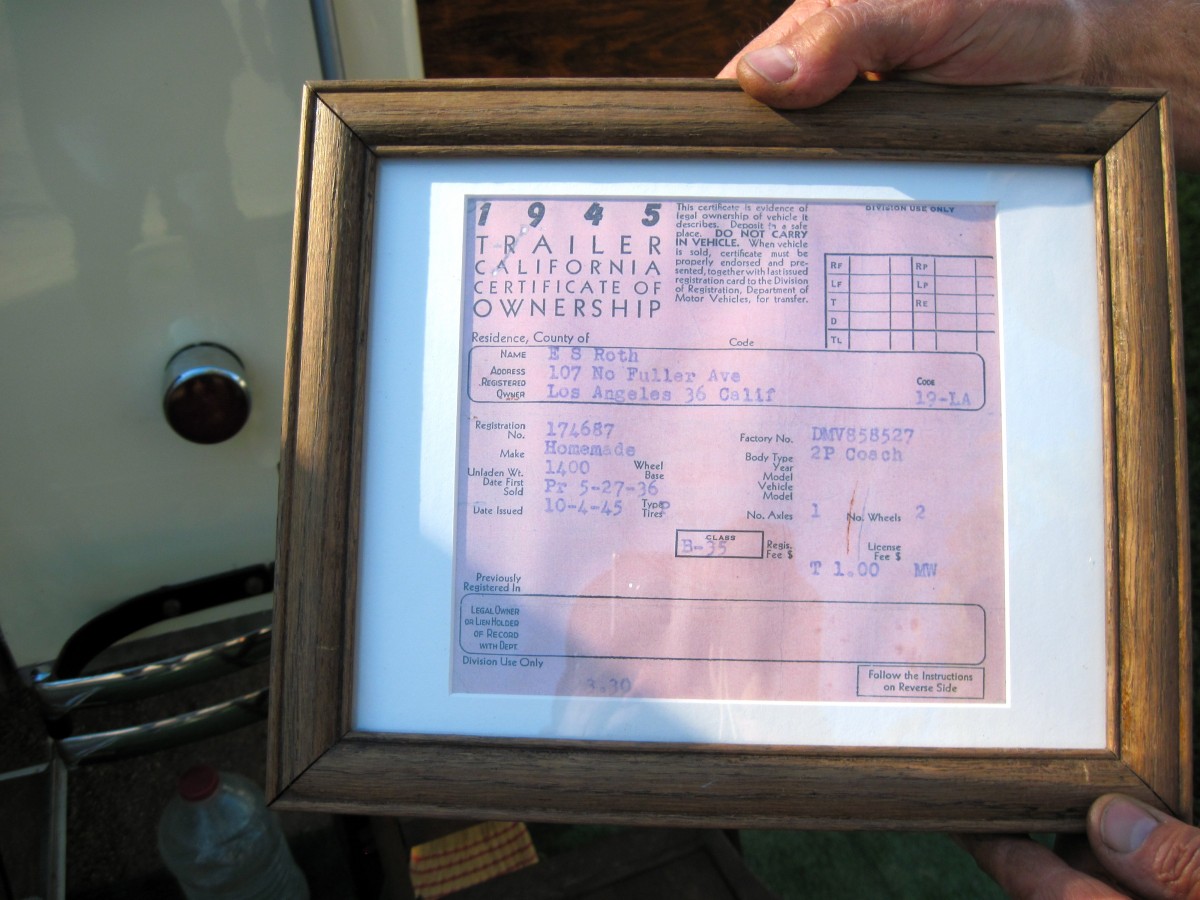 1 9 4 5
TRAILER
CALIFORNIA
CERTIFICATE OF
OWNERSHIP
This certificate is evidence of
legal ownership of vehicle it
describes. Deposit in a safe
place. DO NOT CARRY
IN VEHICLE. When vehicle
is sold, certificate must be
properly endorsed and pre-
sented, together with last issued
registration card to the Division
of Registration, Department of
Motor Vehicles, for transfer.
DIVISION USE ONLY
RF RP
LF LP
T RE
D
TL
Residence, County of Code
NAME E S Roth
ADDRESS 107 No Fuller Ave
REGISTERED
OWNER Los Angeles 36 Calif
CODE
19-LA
Registration
No. 174687
Factory No. DMV858527
Make Homemade
Body Type 2P Coach
Unladen Wt. 1400
Wheel
Base
Year
Model
Date First
Sold Pr 5-27-36
Vehicle
Model
Date Issued 10-4-45
Type
Tires P
No. Axles 1 No. Wheels 2
CLASS
B-35
Regis.
Fee $
License
Fee $
T 1.00 MW
Previously
Registered In
LEGAL OWNER
OR LIEN HOLDER
OF RECORD
WITH DEPT.
Division Use Only
3.30
Follow the Instructions
on Reverse Side